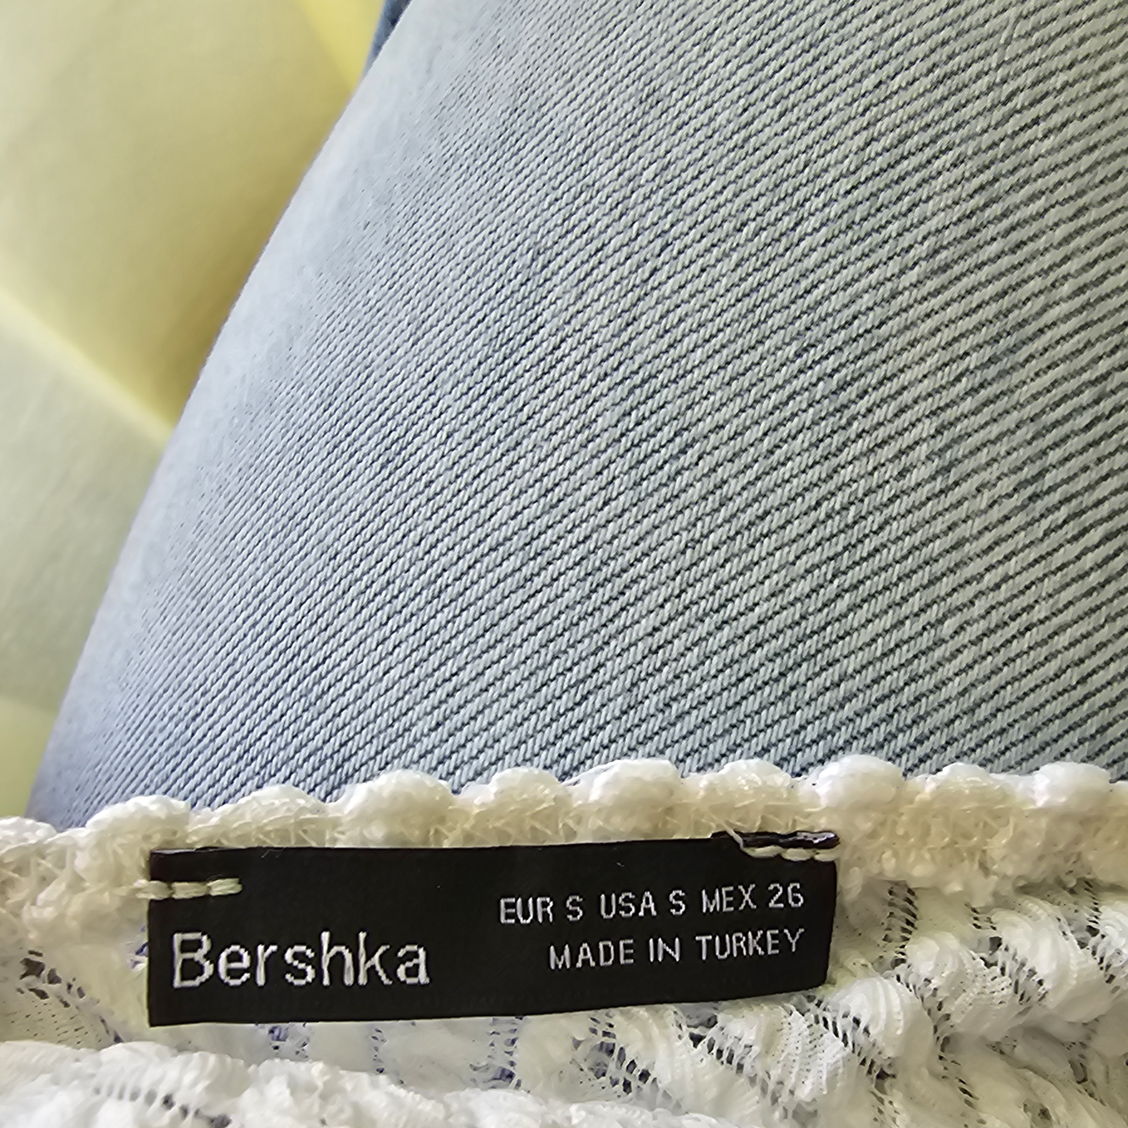 EUR S USA S MEX 26
MADE IN TURKEY
Bershka